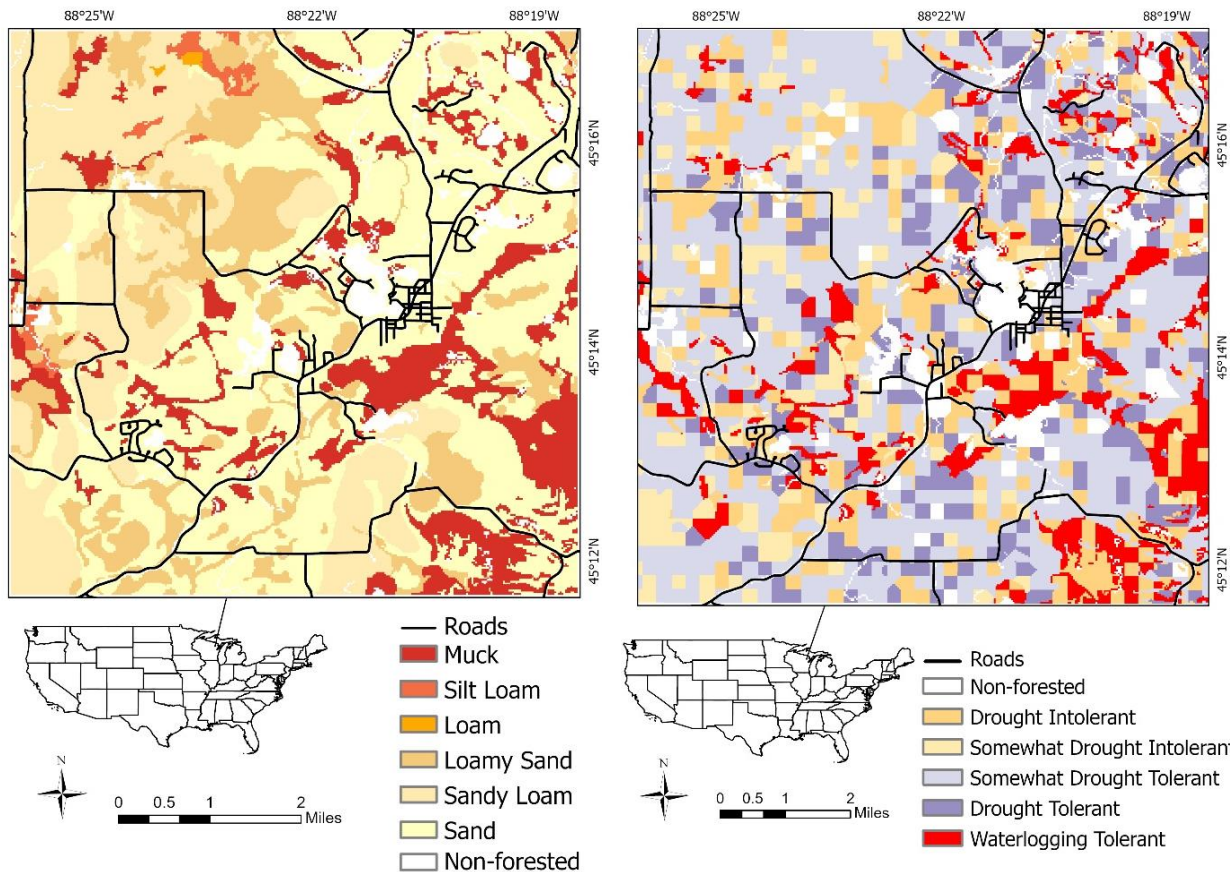 88°25'W
88°22'W
88°19'W
45°16'N
45°14'N
45°12'N
Roads
Muck
Silt Loam
Loam
Loamy Sand
Sandy Loam
Sand
Non-forested
N
0 0.5 1 2
Miles
88°25'W
88°22'W
88°19'W
45°16'N
45°14'N
45°12'N
Roads
Non-forested
Drought Intolerant
Somewhat Drought Intolerant
Somewhat Drought Tolerant
Drought Tolerant
Waterlogging Tolerant
N
0 0.5 1 2
Miles